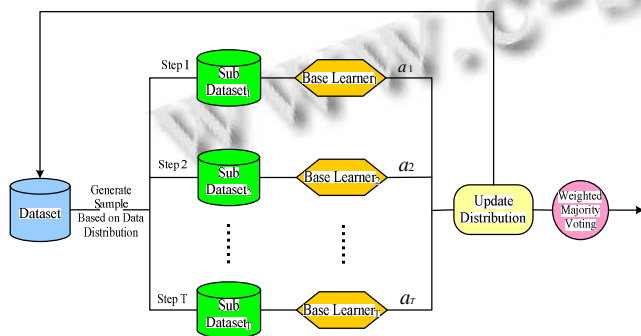 Dataset
Generate
Sample
Based on Data
Distribution
Step 1
Sub
Dataset1
Base Learner1
a1
Step 2
Sub
Dataset2
Base Learner2
a2
Step T
Sub
Base LearnerT
aT
Update
Distribution
Weighted
Majority
Voting